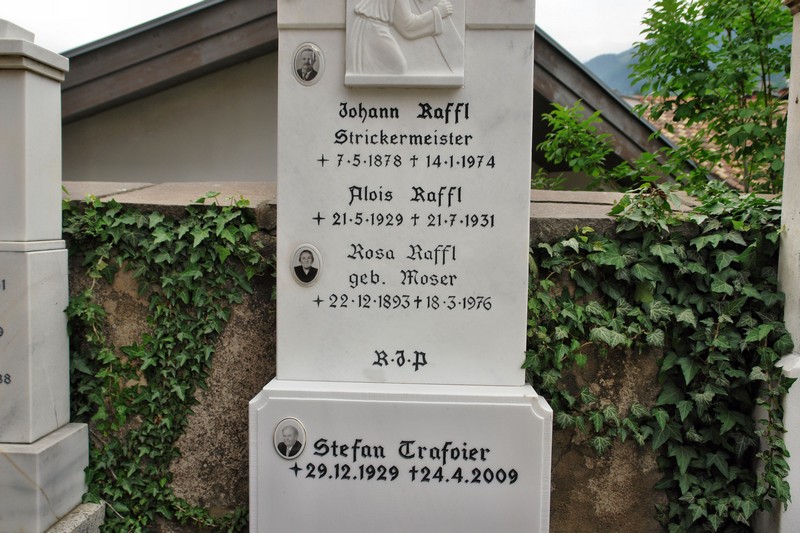 Johann Raffl
Strickermeister
✦ 7·5·1878 † 14·1·1974
Alois Raffl
✦ 21·5·1929 † 21·7·1931
Rosa Raffl
geb. Moser
✦ 22·12·1893 † 18·3·1976
R·I·P
Stefan Trafoier
✦29.12.1929 †24.4.2009